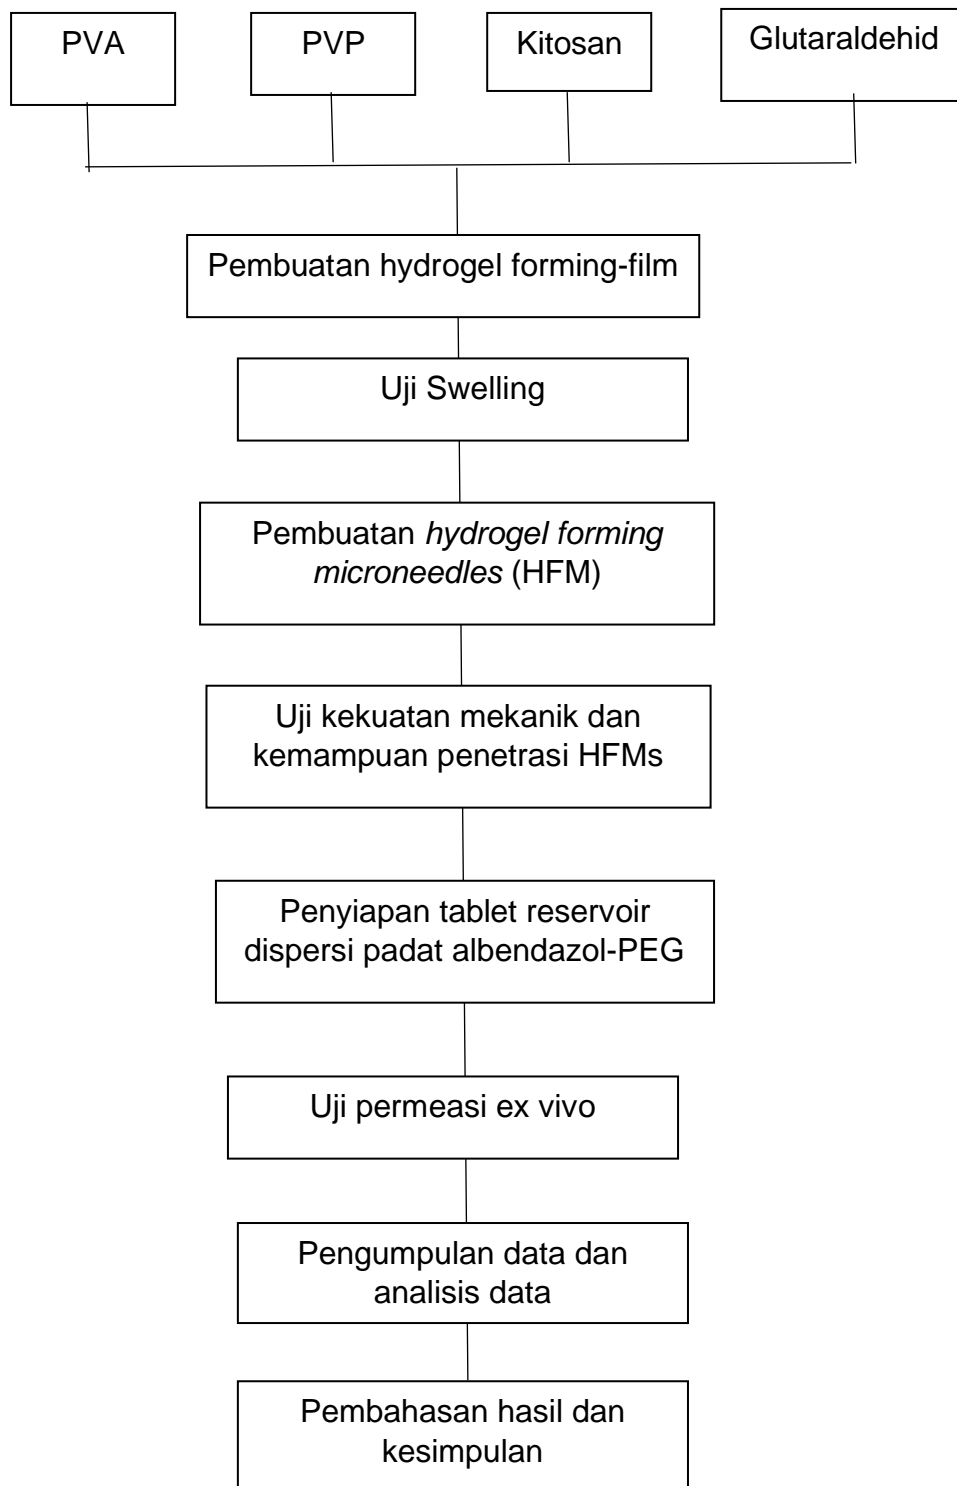 PVA
PVP
Kitosan
Glutaraldehid
Pembuatan hydrogel forming-film
Uji Swelling
Pembuatan hydrogel forming
microneedles (HFM)
Uji kekuatan mekanik dan
kemampuan penetrasi HFMs
Penyiapan tablet reservoir
dispersi padat albendazol-PEG
Uji permeasi ex vivo
Pengumpulan data dan
analisis data
Pembahasan hasil dan
kesimpulan